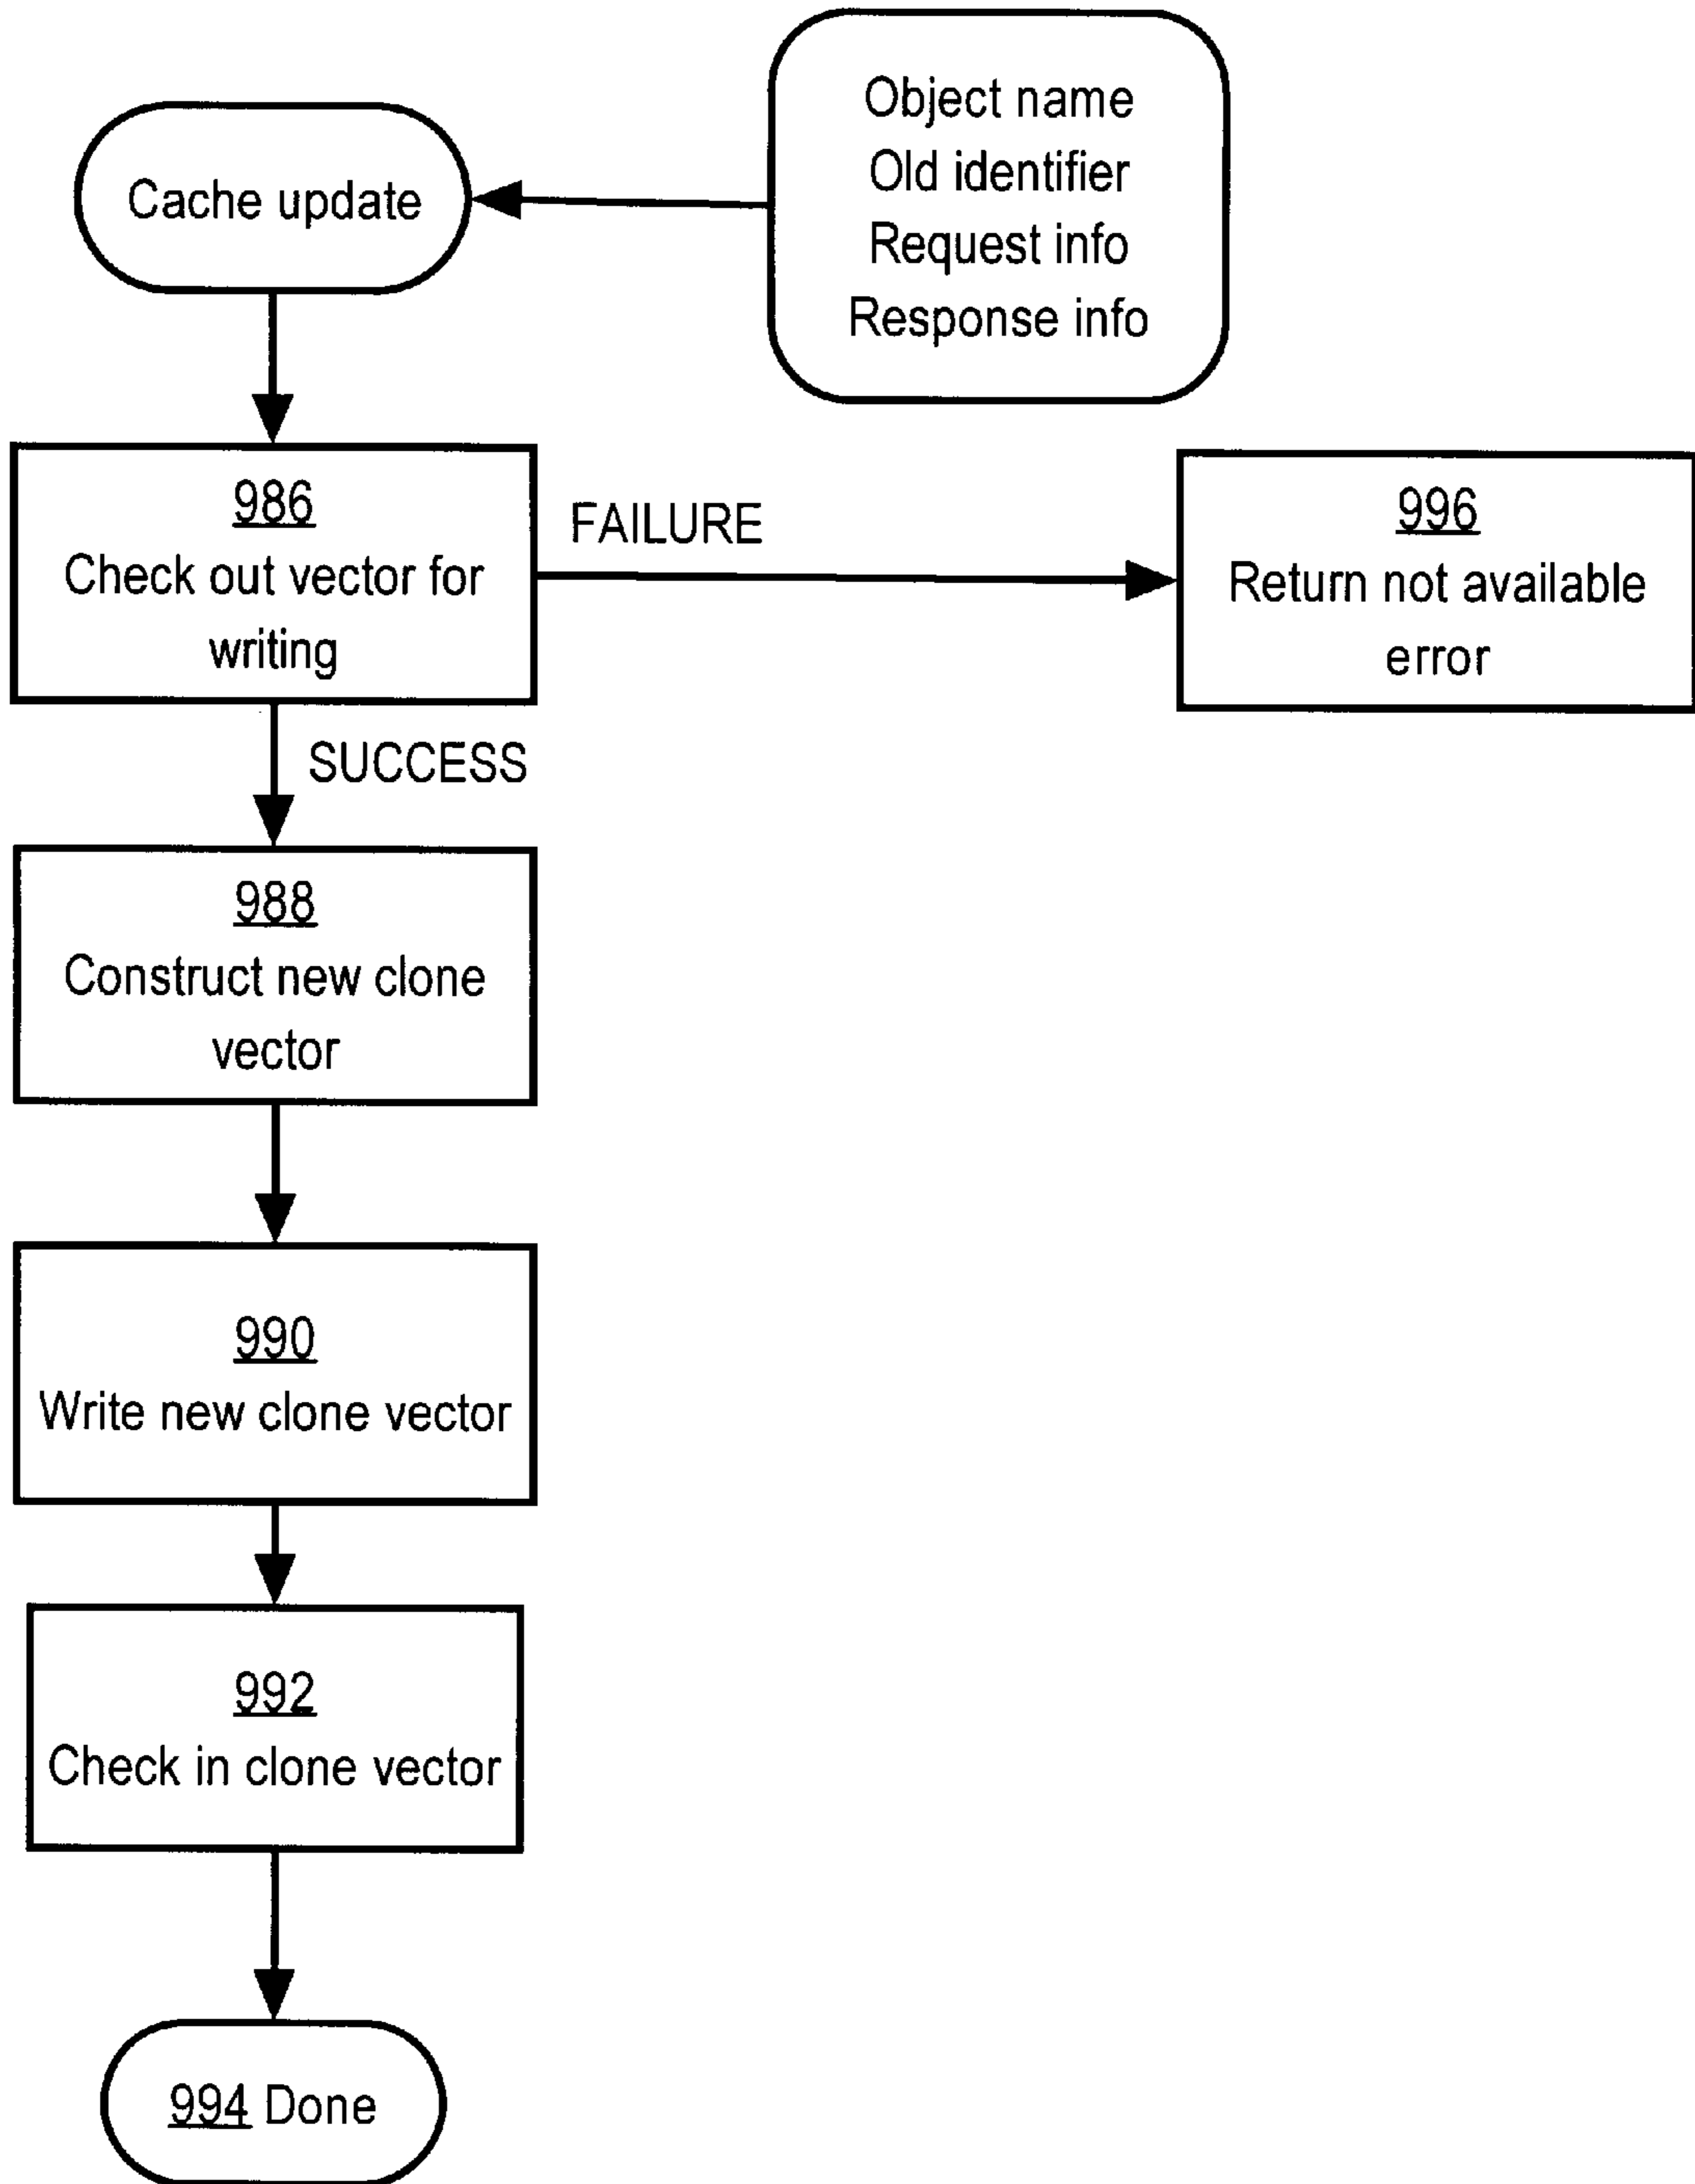 Object name
Old identifier
Request info
Response info
Cache update
986
Check out vector for
writing
FAILURE
996
Return not available
error
SUCCESS
988
Construct new clone
vector
990
Write new clone vector
992
Check in clone vector
994 Done